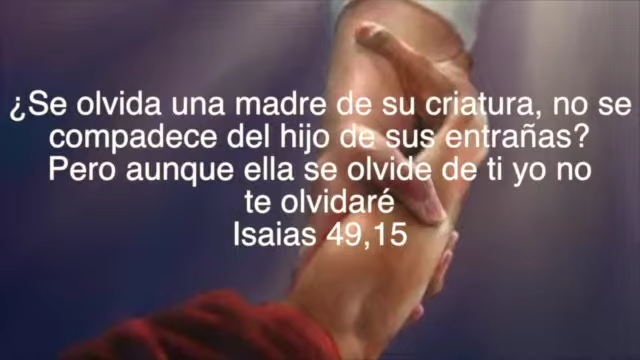 ¿Se olvida una madre de su criatura, no se
compadece del hijo de sus entrañas?
Pero aunque ella se olvide de ti yo no
te olvidaré
Isaias 49,15